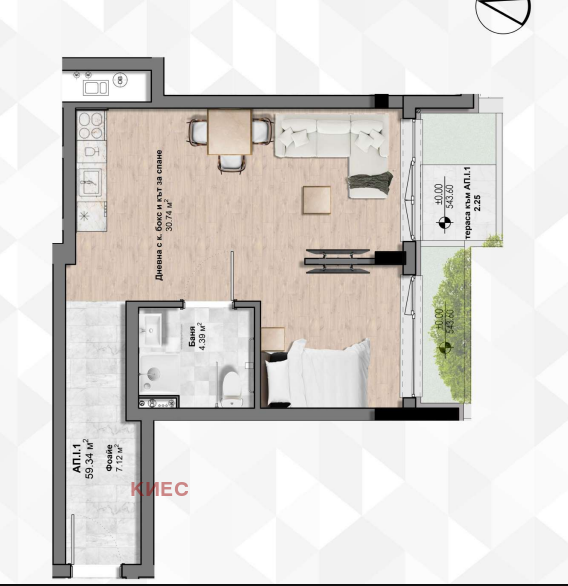 Дневна с к. бокс и кът за спане
30.74 м²
±0.00
543.60
тераса към АП.I.1
2.25
±0.00
543.60
Баня
4.39 м²
АП.I.1
59.34 м²
Фоайе
7.12 м²
КИЕС